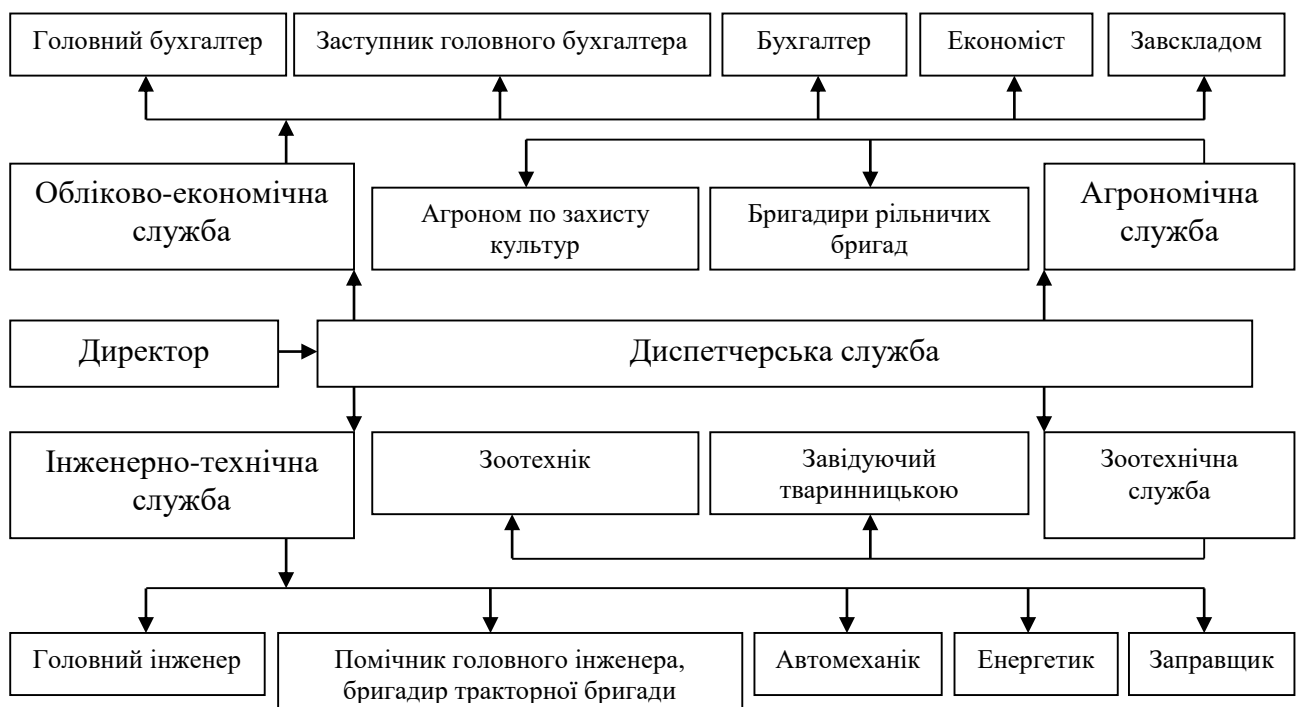 Головний бухгалтер
Заступник головного бухгалтера
Бухгалтер
Економіст
Завскладом
Обліково-економічна
служба
Агроном по захисту
культур
Бригадири рільничих
бригад
Агрономічна
служба
Директор
Диспетчерська служба
Інженерно-технічна
служба
Зоотехнік
Завідуючий
тваринницькою
Зоотехнічна
служба
Головний інженер
Помічник головного інженера,
бригадир тракторної бригади
Автомеханік
Енергетик
Заправщик